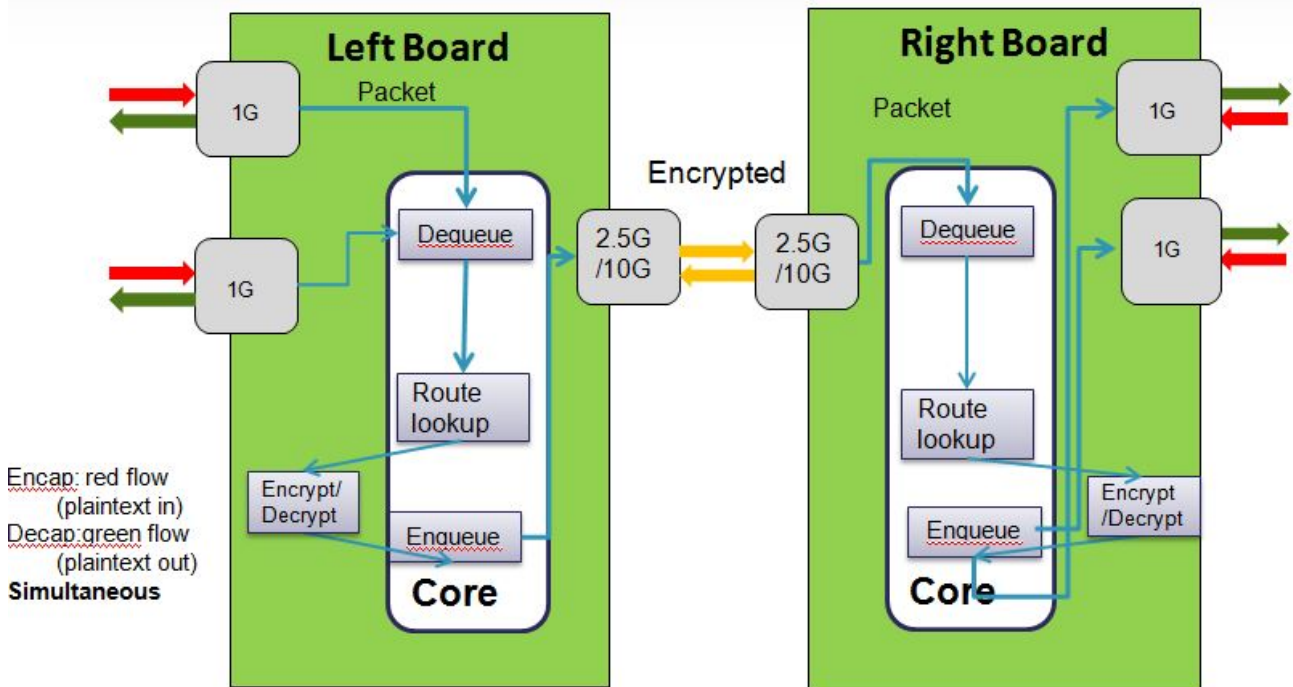 Left Board
Right Board
Packet
Packet
1G
1G
1G
1G
Encrypted
Dequeue
Dequeue
2.5G
/10G
2.5G
/10G
Route
lookup
Route
lookup
Encap: red flow
(plaintext in)
Decap:green flow
(plaintext out)
Simultaneous
Encrypt/
Decrypt
Encrypt
/Decrypt
Enqueue
Enqueue
Core
Core